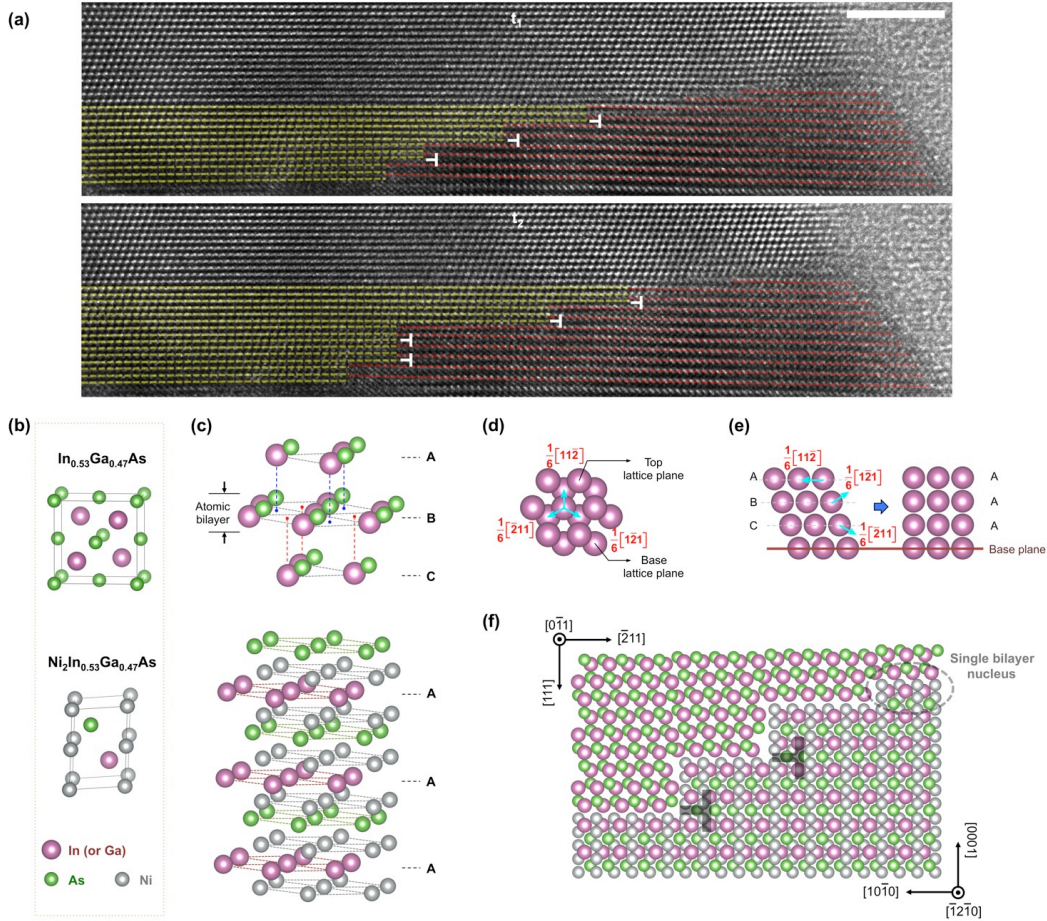 (a)
t₁
t₂
(b)
In₀.₅₃Ga₀.₄₇As
Ni₂In₀.₅₃Ga₀.₄₇As
In (or Ga)
As
Ni
(c)
A
Atomic
bilayer
B
C
A
A
A
(d)
1/6[112̅]
Top
lattice plane
1/6[2̅11]
1/6[12̅1]
Base
lattice plane
(e)
1/6[112̅]
1/6[12̅1]
A
B
C
1/6[2̅11]
A
A
A
Base plane
(f)
[01̅1]
[2̅11]
[111]
Single bilayer
nucleus
[0001]
[101̅0]
[1̅21̅0]